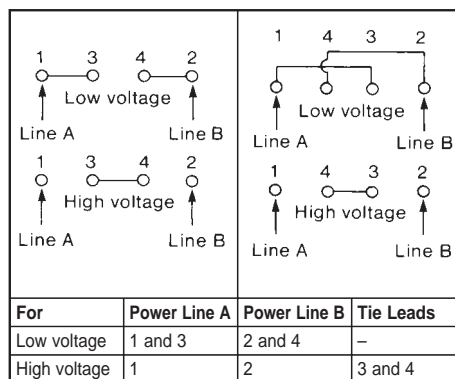 1 3 4 2
Low voltage
Line A Line B
1 3 4 2
High voltage
Line A Line B
1 4 3 2
Low voltage
Line A Line B
1 4 3 2
High voltage
Line A Line B
For Power Line A Power Line B Tie Leads
Low voltage 1 and 3 2 and 4 –
High voltage 1 2 3 and 4